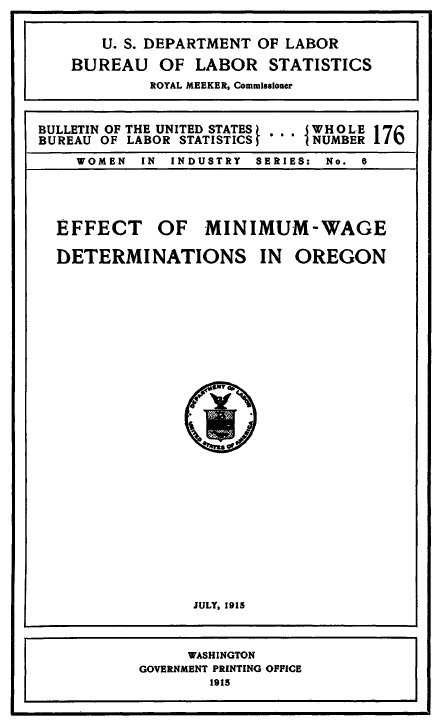 U. S. DEPARTMENT OF LABOR
BUREAU OF LABOR STATISTICS
ROYAL MEEKER, Commissioner
BULLETIN OF THE UNITED STATES } . . . { WHOLE 176
BUREAU OF LABOR STATISTICS } { NUMBER
WOMEN IN INDUSTRY SERIES: No. 6
EFFECT OF MINIMUM-WAGE
DETERMINATIONS IN OREGON
DEPARTMENT OF LABOR
UNITED STATES OF AMERICA
JULY, 1915
WASHINGTON
GOVERNMENT PRINTING OFFICE
1915